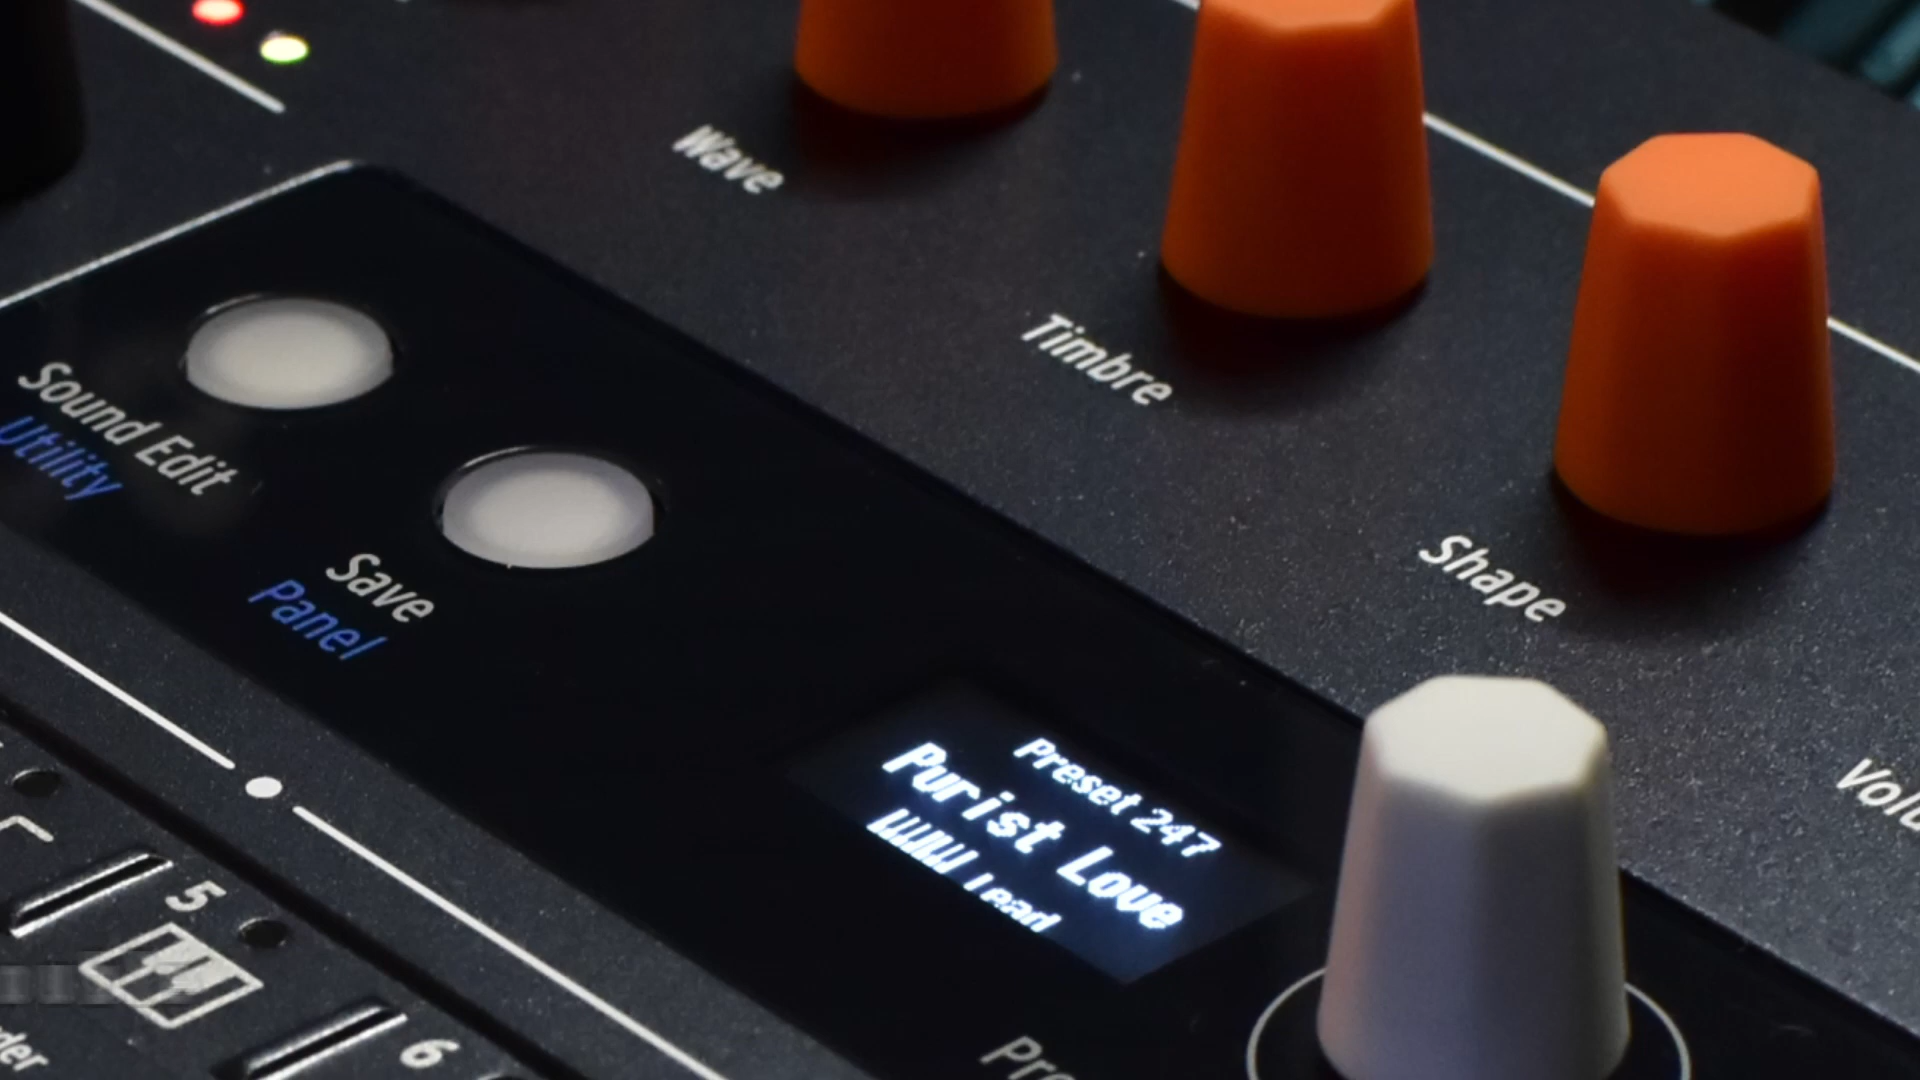 Wave
Timbre
Shape
Sound Edit
Utility
Save
Panel
Preset 247
Purist Love
Lead
5
6